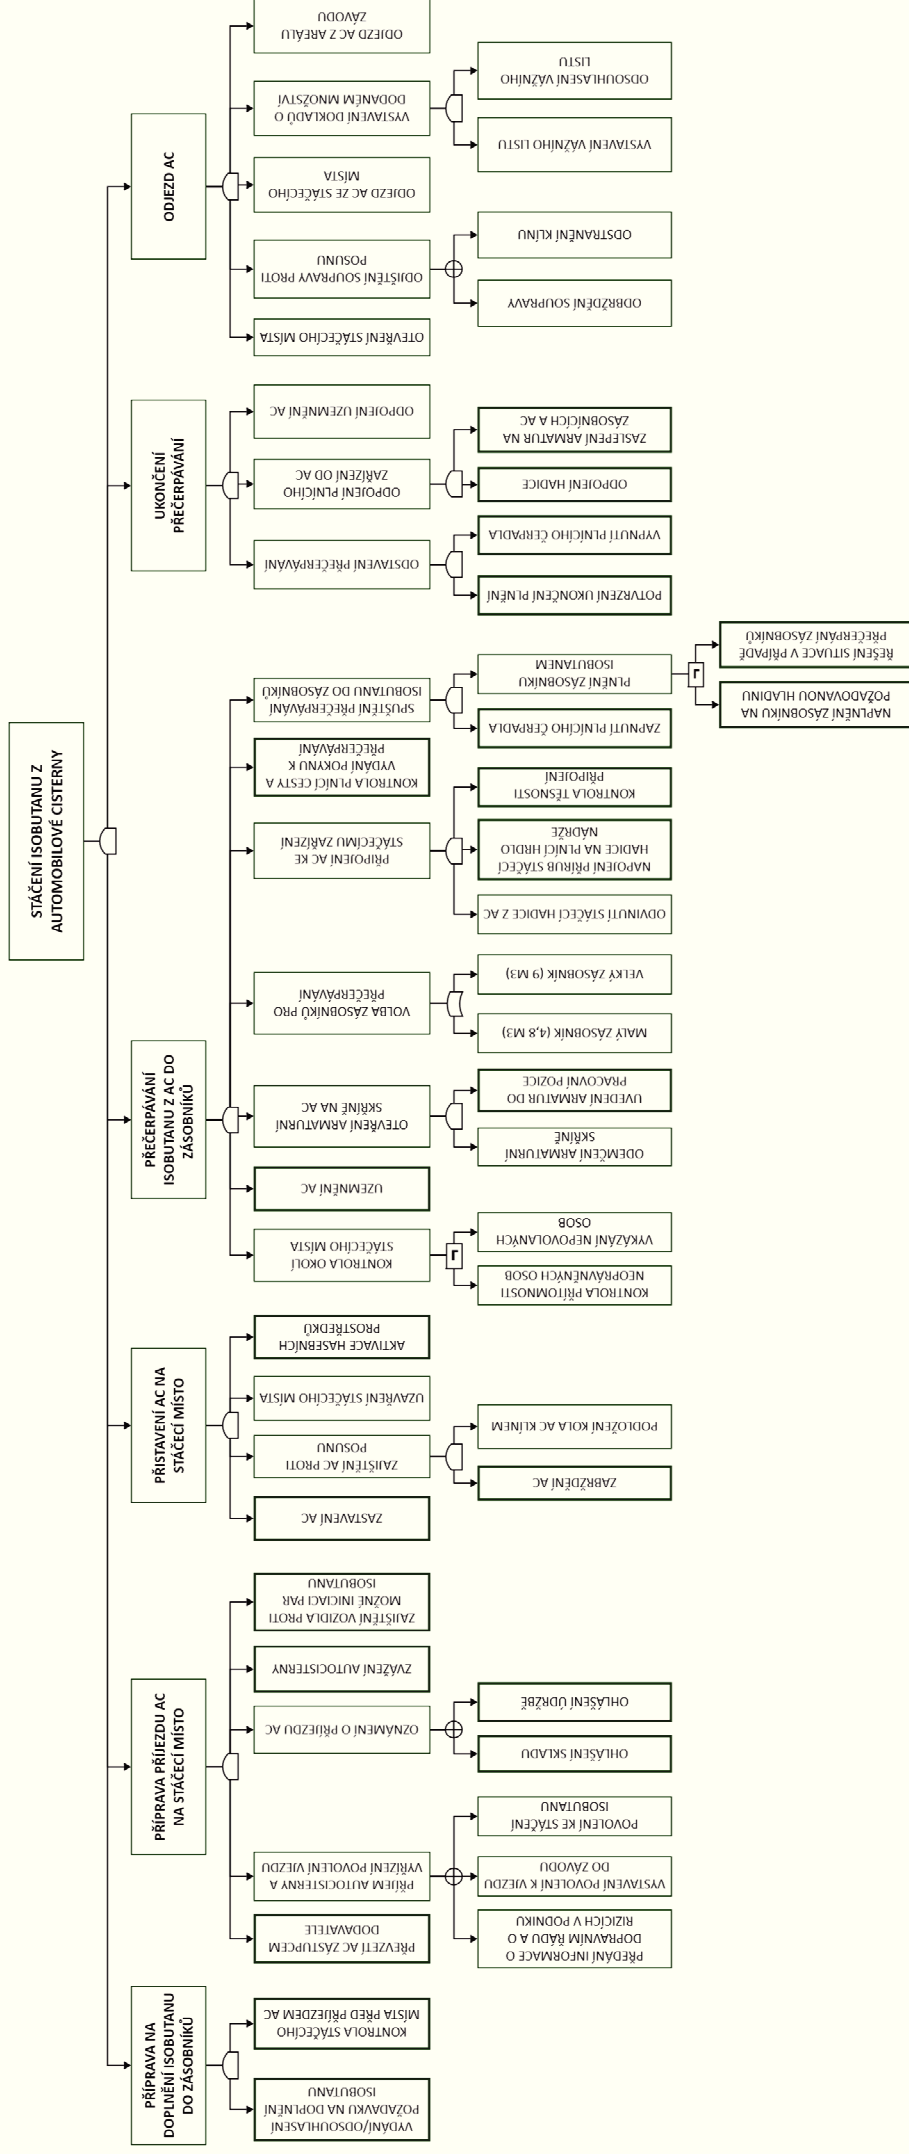 STÁČENÍ ISOBUTANU Z
AUTOMOBILOVÉ CISTERNY
PŘÍPRAVA NA
DOPLNĚNÍ ISOBUTANU
DO ZÁSOBNÍKŮ
VYDÁNÍ/ODSOUHLASENÍ
POŽADAVKU NA DOPLNĚNÍ
ISOBUTANU
KONTROLA STÁČECÍHO
MÍSTA PŘED PŘÍJEZDEM AC
PŘÍPRAVA PŘÍJEZDU AC
NA STÁČECÍ MÍSTO
PŘEVZETÍ AC ZÁSTUPCEM
DODAVATELE
PŘÍJEM AUTOCISTERNY A
VYŘÍZENÍ POVOLENÍ VJEZDU
PŘEDÁNÍ INFORMACE O
DOPRAVNÍM ŘÁDU A O
RIZICÍCH V PODNIKU
VYSTAVENÍ POVOLENÍ K VJEZDU
DO ZÁVODU
POVOLENÍ KE STÁČENÍ
ISOBUTANU
OZNÁMENÍ O PŘÍJEZDU AC
OHLÁŠENÍ SKLADU
OHLÁŠENÍ ÚDRŽBĚ
ZVÁŽENÍ AUTOCISTERNY
ZAJIŠTĚNÍ VOZIDLA PROTI
MOŽNÉ INICIACI PAR
ISOBUTANU
PŘISTAVENÍ AC NA
STÁČECÍ MÍSTO
ZASTAVENÍ AC
ZAJIŠTĚNÍ AC PROTI
POSUNU
ZABRŽDĚNÍ AC
PODLOŽENÍ KOLA AC KLÍNEM
UZAVŘENÍ STÁČECÍHO MÍSTA
AKTIVACE HASEBNÍCH
PROSTŘEDKŮ
PŘEČERPÁVÁNÍ
ISOBUTANU Z AC DO
ZÁSOBNÍKŮ
KONTROLA OKOLÍ
STÁČECÍHO MÍSTA
KONTROLA PŘÍTOMNOSTI
NEOPRÁVNĚNÝCH OSOB
VYKÁZÁNÍ NEPOVOLANÝCH
OSOB
UZEMNĚNÍ AC
OTEVŘENÍ ARMATURNÍ
SKŘÍNĚ NA AC
ODEMČENÍ ARMATURNÍ
SKŘÍŇĚ
UVEDENÍ ARMATUR DO
PRACOVNÍ POZICE
VOLBA ZÁSOBNÍKŮ PRO
PŘEČERPÁVÁNÍ
MALÝ ZÁSOBNÍK (4,8 M3)
VELKÝ ZÁSOBNÍK (9 M3)
PŘIPOJENÍ AC KE
STÁČECÍMU ZAŘÍZENÍ
ODVINUTÍ STÁČECÍ HADICE Z AC
NAPOJENÍ PŘÍRUB STÁČECÍ
HADICE NA PLNÍCÍ HRDLO
NÁDRŽE
KONTROLA TĚSNOSTI
PŘIPOJENÍ
KONTROLA PLNÍCÍ CESTY A
VYDÁNÍ POKYNU K
PŘEČERPÁVÁNÍ
SPUŠTĚNÍ PŘEČERPÁVÁNÍ
ISOBUTANU DO ZÁSOBNÍKŮ
ZAPNUTÍ PLNÍCÍHO ČERPADLA
PLNĚNÍ ZÁSOBNÍKU
ISOBUTANEM
NAPLNĚNÍ ZÁSOBNÍKU NA
POŽADOVANOU HLADINU
ŘEŠENÍ SITUACE V PŘÍPADĚ
PŘEČERPÁNÍ ZÁSOBNÍKŮ
UKONČENÍ
PŘEČERPÁVÁNÍ
ODSTAVENÍ PŘEČERPÁVÁNÍ
POTVRZENÍ UKONČENÍ PLNĚNÍ
VYPNUTÍ PLNÍCÍHO ČERPADLA
ODPOJENÍ PLNÍCÍHO
ZAŘÍZENÍ OD AC
ODPOJENÍ HADICE
ZASLEPENÍ ARMATUR NA
ZÁSOBNÍCÍCH A AC
ODPOJENÍ UZEMNĚNÍ AC
ODJEZD AC
OTEVŘENÍ STÁČECÍHO MÍSTA
ODJIŠTĚNÍ SOUPRAVY PROTI
POSUNU
ODBRŽDĚNÍ SOUPRAVY
ODSTRANĚNÍ KLÍNU
ODJEZD AC ZE STÁČECÍHO
MÍSTA
VYSTAVENÍ DOKLADŮ O
DODANÉM MNOŽSTVÍ
VYSTAVENÍ VÁŽNÍHO LISTU
ODSOUHLASENÍ VÁŽNÍHO
LISTU
ODJEZD AC Z AREÁLU
ZÁVODU